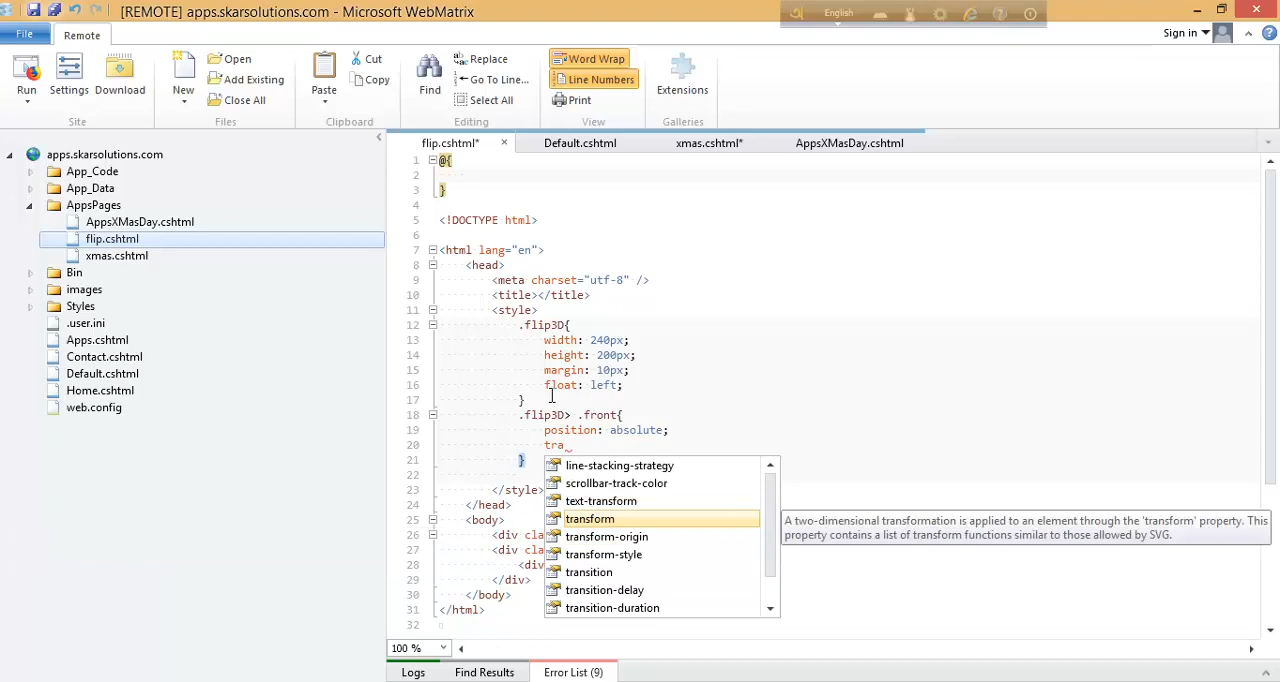 [REMOTE] apps.skarsolutions.com - Microsoft WebMatrix
English
File
Remote
Sign in
Run
Settings
Download
Site
New
Open
Add Existing
Close All
Files
Paste
Cut
Copy
Clipboard
Find
Replace
Go To Line...
Select All
Editing
Word Wrap
Line Numbers
Print
View
Extensions
Galleries
apps.skarsolutions.com
App_Code
App_Data
AppsPages
AppsXMasDay.cshtml
flip.cshtml
xmas.cshtml
Bin
images
Styles
.user.ini
Apps.cshtml
Contact.cshtml
Default.cshtml
Home.cshtml
web.config
flip.cshtml* Default.cshtml xmas.cshtml* AppsXMasDay.cshtml
1 @{
2
3 }
4
5 <!DOCTYPE html>
6
7 <html lang="en">
8 <head>
9 <meta charset="utf-8" />
10 <title></title>
11 <style>
12 .flip3D{
13 width: 240px;
14 height: 200px;
15 margin: 10px;
16 float: left;
17 }
18 .flip3D> .front{
19 position: absolute;
20 tra
21 }
22
23 </style>
24 </head>
25 <body>
26 <div cla
27 <div cla
28 <div
29 </div>
30 </body>
31 </html>
32
line-stacking-strategy
scrollbar-track-color
text-transform
transform
transform-origin
transform-style
transition
transition-delay
transition-duration
A two-dimensional transformation is applied to an element through the 'transform' property. This
property contains a list of transform functions similar to those allowed by SVG.
100 %
Logs Find Results Error List (9)